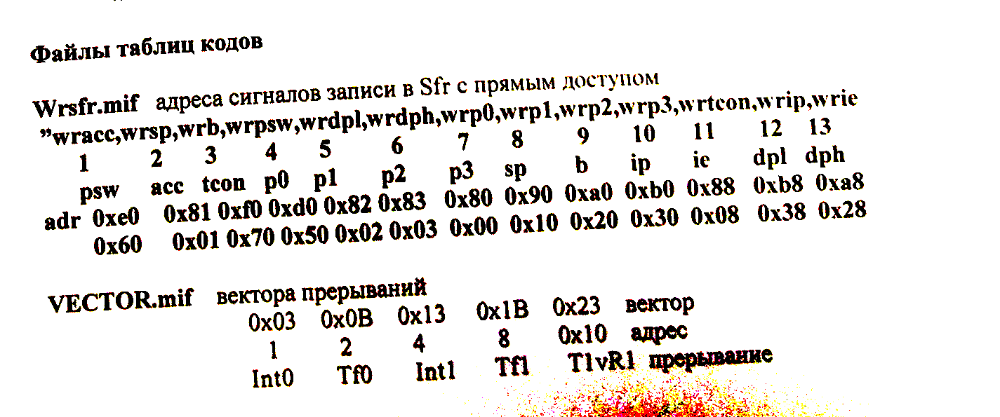 Файлы таблиц кодов
Wrsfr.mif адреса сигналов записи в Sfr с прямым доступом
”wracc,wrsp,wrb,wrpsw,wrdpl,wrdph,wrp0,wrp1,wrp2,wrp3,wrtcon,wrip,wrie
1 2 3 4 5 6 7 8 9 10 11 12 13
psw acc tcon p0 p1 p2 p3 sp b ip ie dpl dph
adr 0xe0 0x81 0xf0 0xd0 0x82 0x83 0x80 0x90 0xa0 0xb0 0x88 0xb8 0xa8
0x60 0x01 0x70 0x50 0x02 0x03 0x00 0x10 0x20 0x30 0x08 0x38 0x28
VECTOR.mif вектора прерываний
0x03 0x0B 0x13 0x1B 0x23 вектор
1 2 4 8 0x10 адрес
Int0 Tf0 Int1 Tf1 T1vR1 прерывание